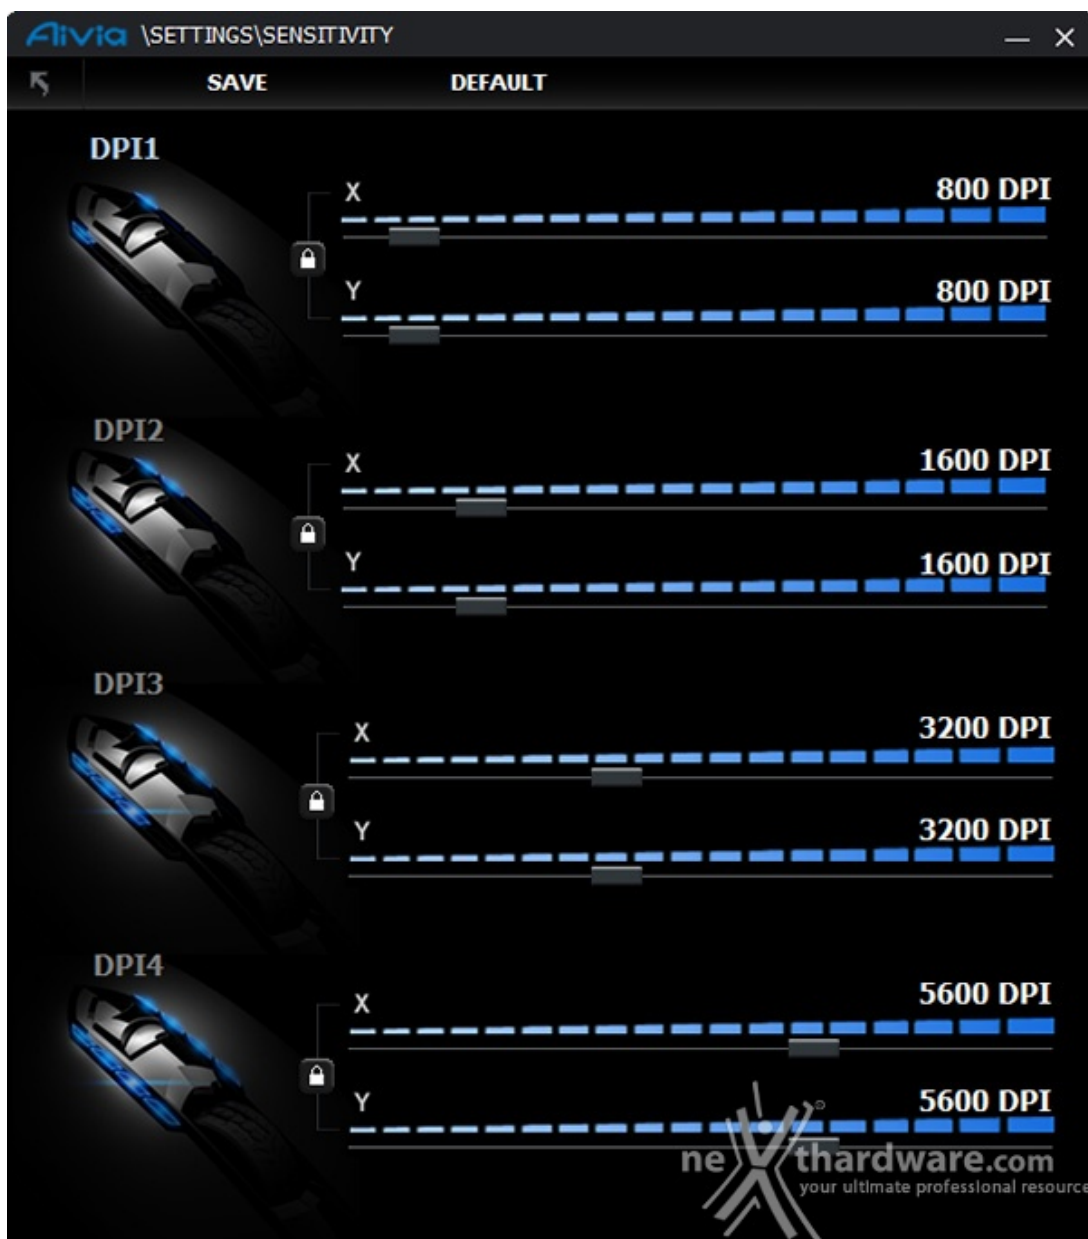 Aivia \SETTINGS\SENSITIVITY
SAVE DEFAULT
DPI1
X 800 DPI
Y 800 DPI
DPI2
X 1600 DPI
Y 1600 DPI
DPI3
X 3200 DPI
Y 3200 DPI
DPI4
X 5600 DPI
Y 5600 DPI
nexthardware.com
your ultimate professional resource